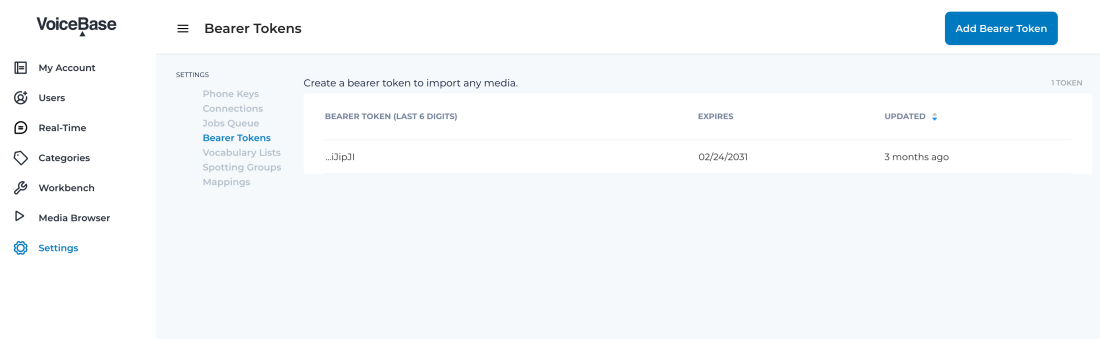 VoiceBase
My Account
Users
Real-Time
Categories
Workbench
Media Browser
Settings
Bearer Tokens
Add Bearer Token
SETTINGS
Phone Keys
Connections
Jobs Queue
Bearer Tokens
Vocabulary Lists
Spotting Groups
Mappings
Create a bearer token to import any media.
1 TOKEN
BEARER TOKEN (LAST 6 DIGITS) EXPIRES UPDATED
...iJipJI 02/24/2031 3 months ago